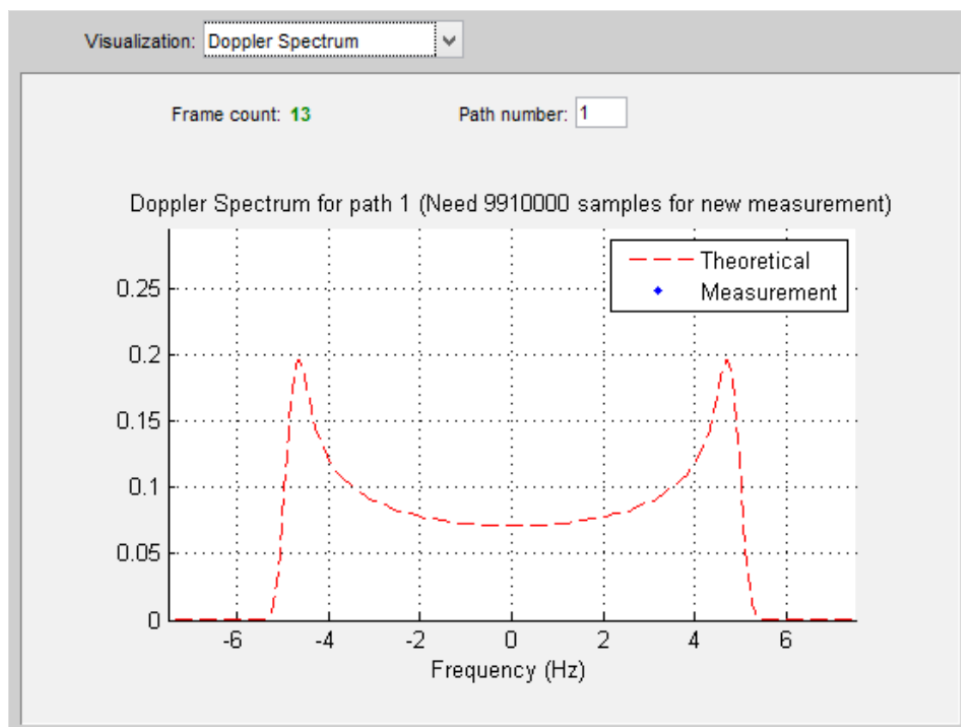 Visualization: Doppler Spectrum
Frame count: 13 Path number: 1
Doppler Spectrum for path 1 (Need 9910000 samples for new measurement)
Theoretical
Measurement
0.25
0.2
0.15
0.1
0.05
0
-6 -4 -2 0 2 4 6
Frequency (Hz)